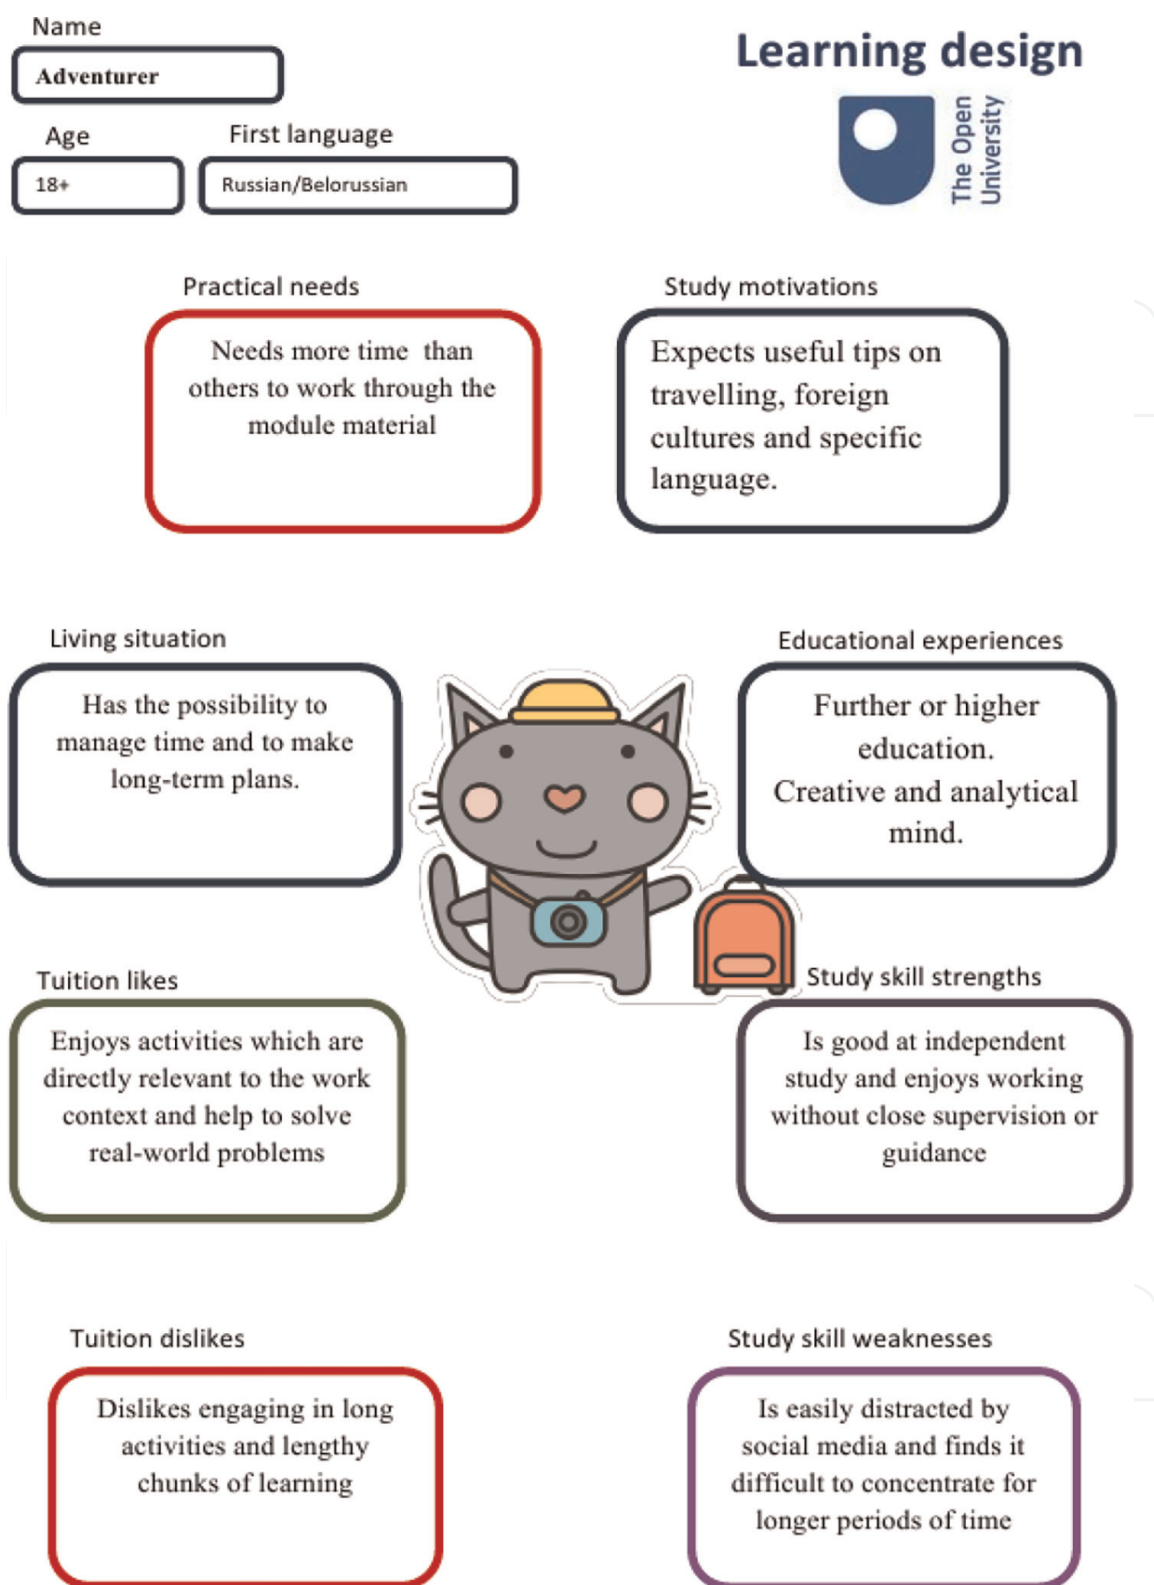 Name
Adventurer
Learning design
The Open
University
Age
First language
18+
Russian/Belorussian
Practical needs
Needs more time than
others to work through the
module material
Study motivations
Expects useful tips on
travelling, foreign
cultures and specific
language.
Living situation
Has the possibility to
manage time and to make
long-term plans.
Educational experiences
Further or higher
education.
Creative and analytical
mind.
Tuition likes
Enjoys activities which are
directly relevant to the work
context and help to solve
real-world problems
Study skill strengths
Is good at independent
study and enjoys working
without close supervision or
guidance
Tuition dislikes
Dislikes engaging in long
activities and lengthy
chunks of learning
Study skill weaknesses
Is easily distracted by
social media and finds it
difficult to concentrate for
longer periods of time